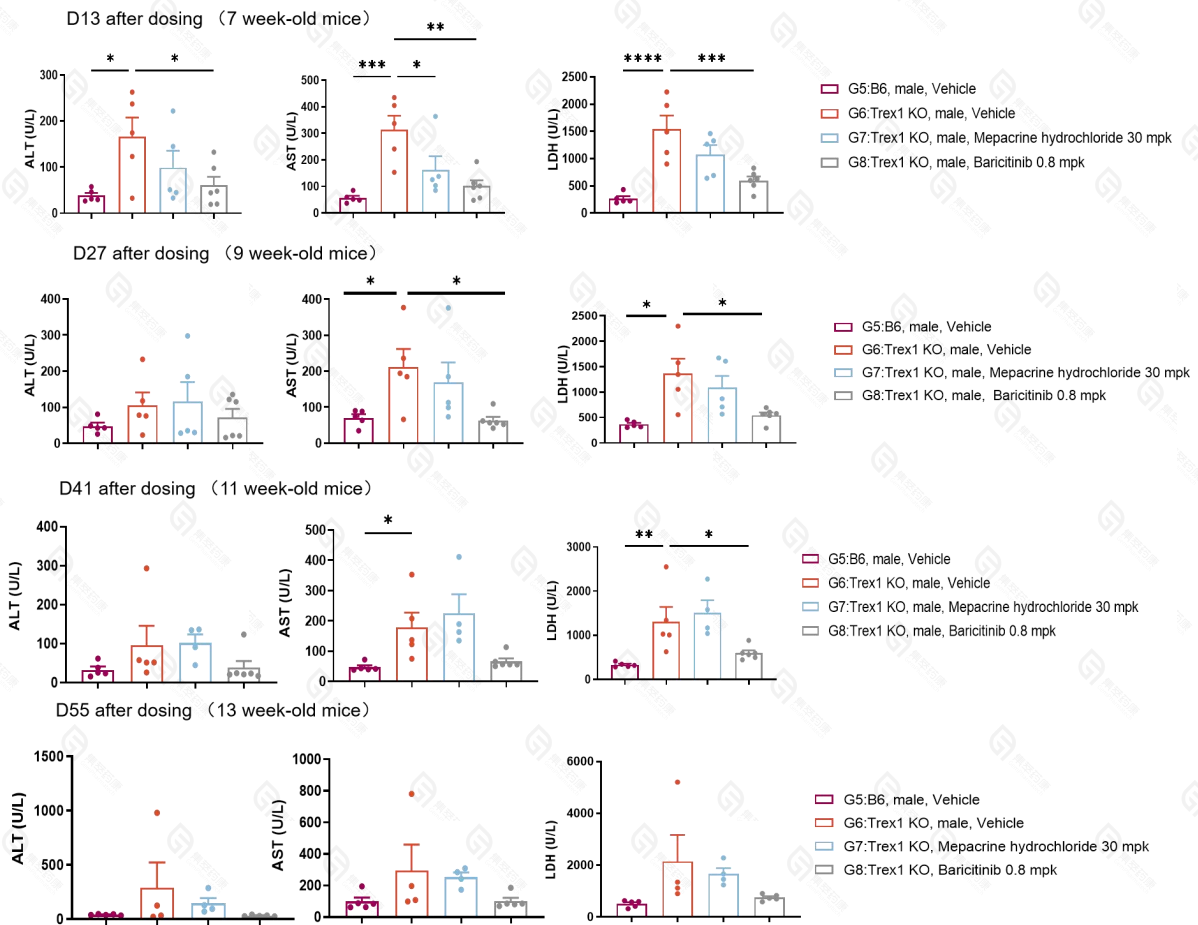 D13 after dosing （7 week-old mice）
* *
ALT (U/L)
300
200
100
0
**
*** *
AST (U/L)
500
400
300
200
100
0
**** ***
LDH (U/L)
2500
2000
1500
1000
500
0
G5:B6, male, Vehicle
G6:Trex1 KO, male, Vehicle
G7:Trex1 KO, male, Mepacrine hydrochloride 30 mpk
G8:Trex1 KO, male, Baricitinib 0.8 mpk
D27 after dosing （9 week-old mice）
ALT (U/L)
400
300
200
100
0
* *
AST (U/L)
400
300
200
100
0
* *
LDH (U/L)
2500
2000
1500
1000
500
0
G5:B6, male, Vehicle
G6:Trex1 KO, male, Vehicle
G7:Trex1 KO, male, Mepacrine hydrochloride 30 mpk
G8:Trex1 KO, male, Baricitinib 0.8 mpk
D41 after dosing （11 week-old mice）
ALT (U/L)
400
300
200
100
0
*
AST (U/L)
500
400
300
200
100
0
** *
LDH (U/L)
3000
2000
1000
0
G5:B6, male, Vehicle
G6:Trex1 KO, male, Vehicle
G7:Trex1 KO, male, Mepacrine hydrochloride 30 mpk
G8:Trex1 KO, male, Baricitinib 0.8 mpk
D55 after dosing （13 week-old mice）
ALT (U/L)
1500
1000
500
0
AST (U/L)
1000
800
600
400
200
0
LDH (U/L)
6000
4000
2000
0
G5:B6, male, Vehicle
G6:Trex1 KO, male, Vehicle
G7:Trex1 KO, Mepacrine hydrochloride 30 mpk
G8:Trex1 KO, Baricitinib 0.8 mpk